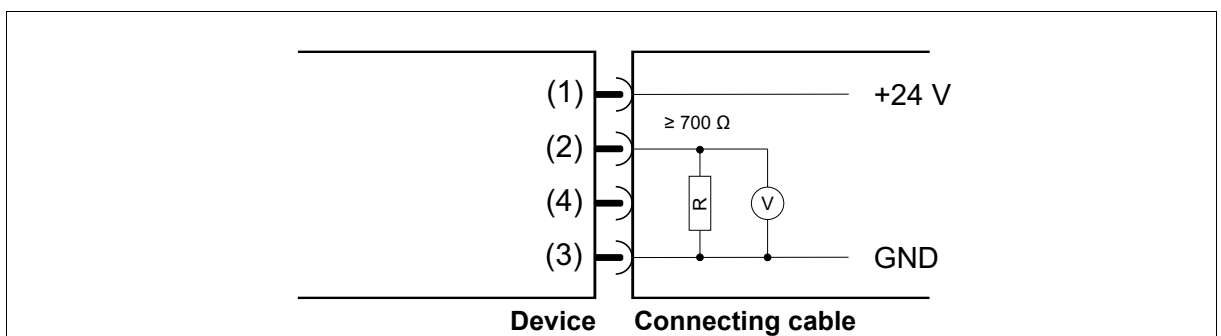 (1) +24 V
≥ 700 Ω
(2)
R V
(4)
(3) GND
Device Connecting cable